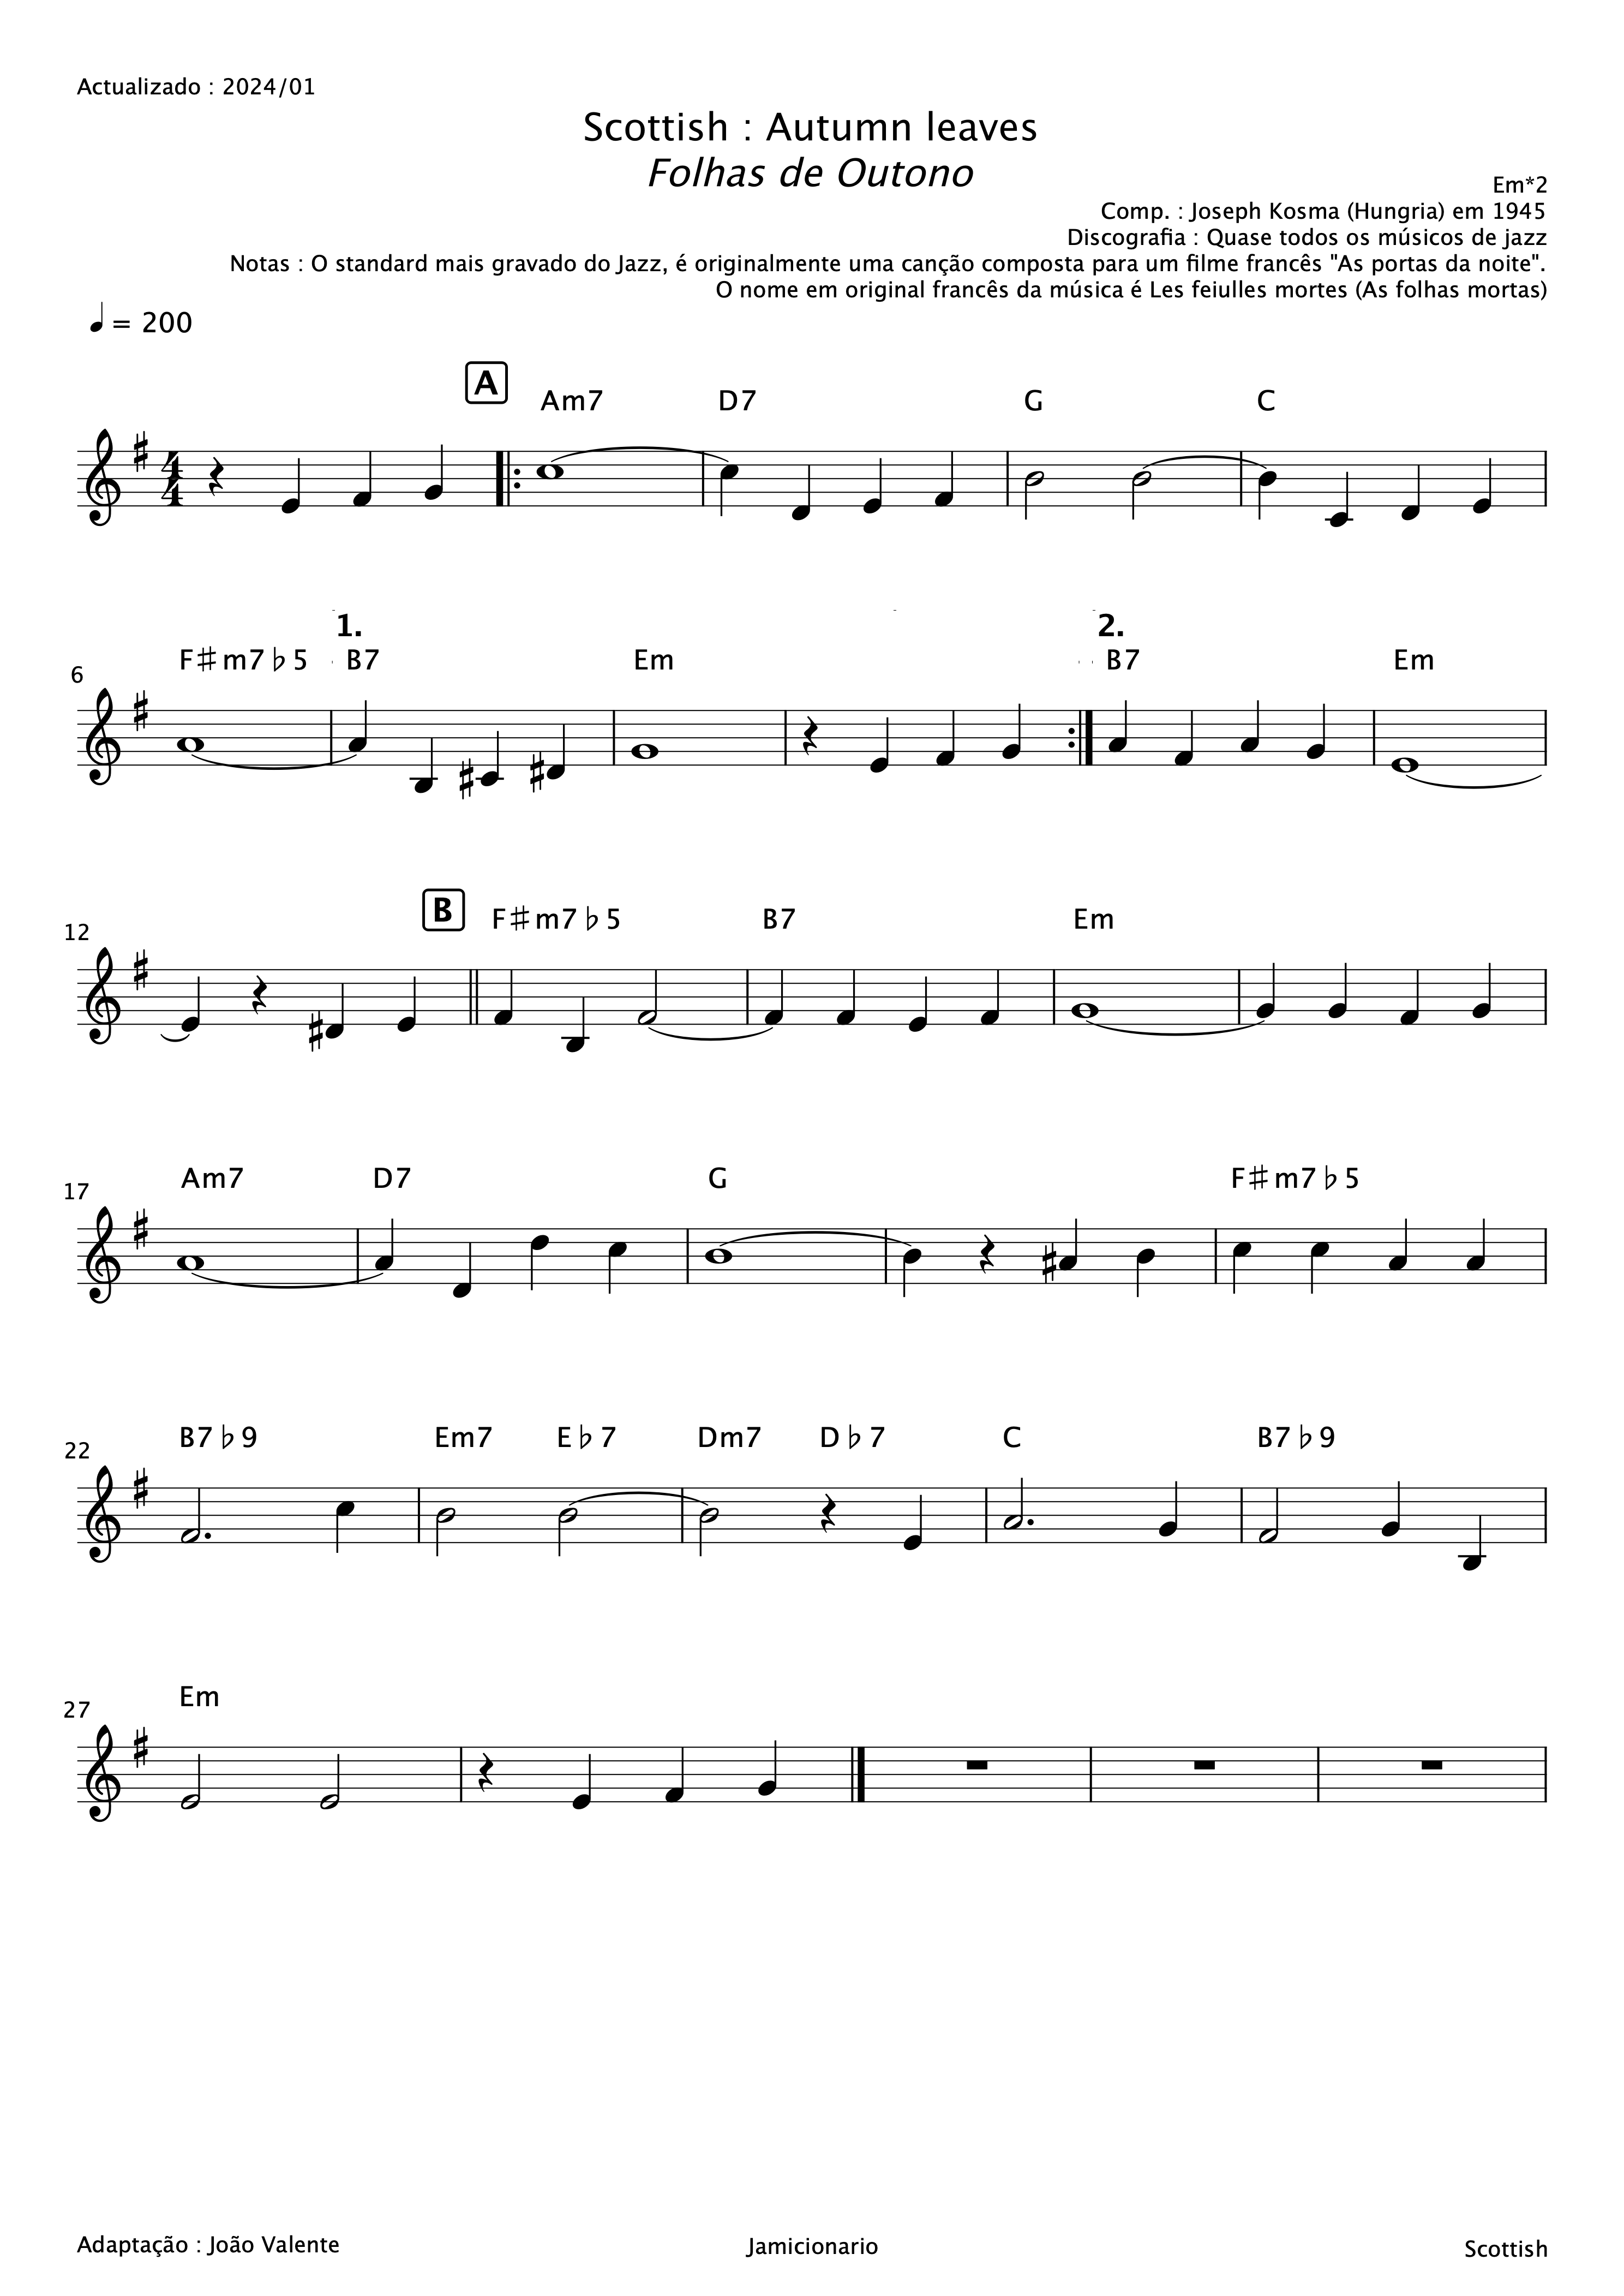 Actualizado : 2024/01
Scottish : Autumn leaves
Folhas de Outono
Em*2
Comp. : Joseph Kosma (Hungria) em 1945
Discografia : Quase todos os músicos de jazz
Notas : O standard mais gravado do Jazz, é originalmente uma canção composta para um filme francês "As portas da noite".
O nome em original francês da música é Les feiulles mortes (As folhas mortas)
♩ = 200
A
Am7 D7 G C
4
4
1. 2.
F♯m7♭5 B7 Em B7 Em
6
B
F♯m7♭5 B7 Em
12
Am7 D7 G F♯m7♭5
17
B7♭9 Em7 E♭7 Dm7 D♭7 C B7♭9
22
Em
27
Adaptação : João Valente Jamicionario Scottish